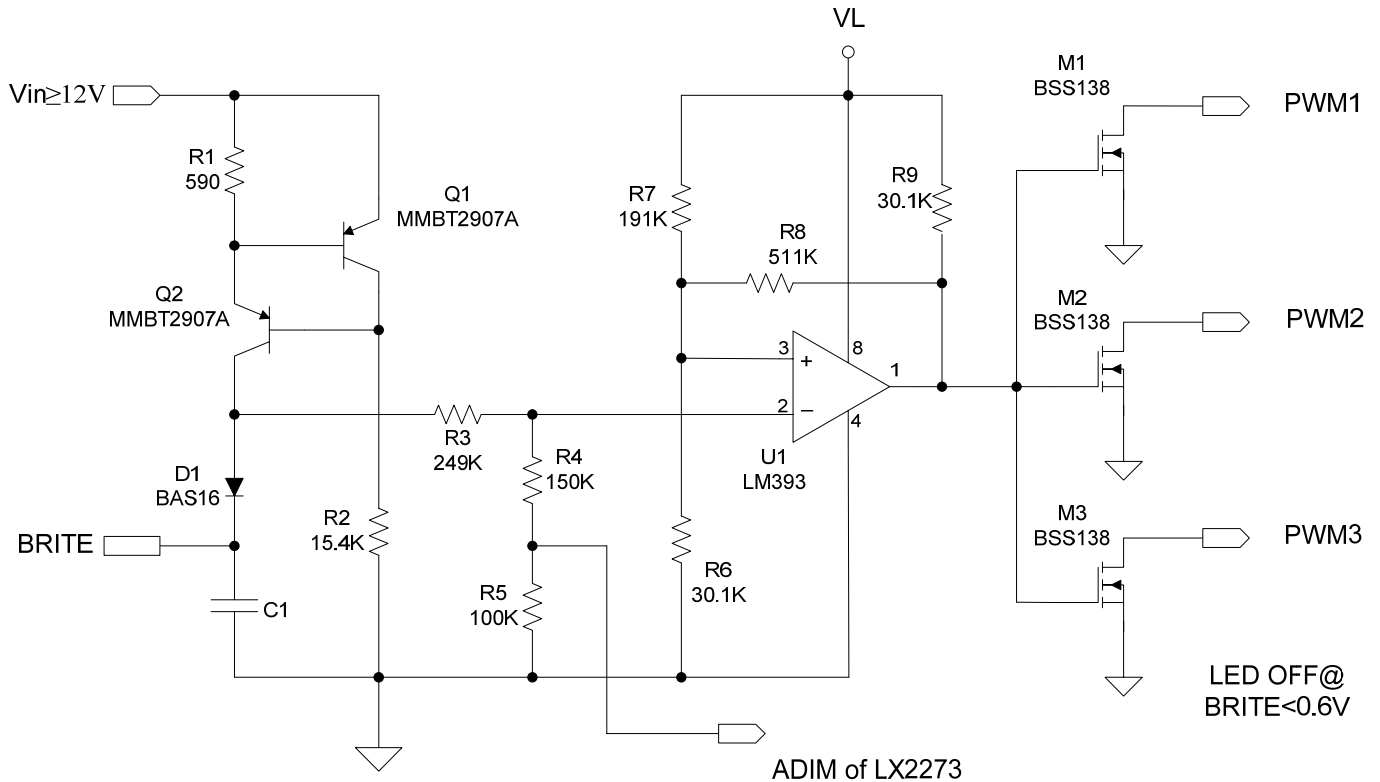 VL
Vin≥12V
M1
BSS138
PWM1
R1
590
Q1
MMBT2907A
R7
191K
R9
30.1K
R8
511K
Q2
MMBT2907A
M2
BSS138
PWM2
3
+
8
1
2
−
4
U1
LM393
R3
249K
R4
150K
D1
BAS16
BRITE
R2
15.4K
M3
BSS138
PWM3
R6
30.1K
R5
100K
C1
LED OFF@
BRITE<0.6V
ADIM of LX2273